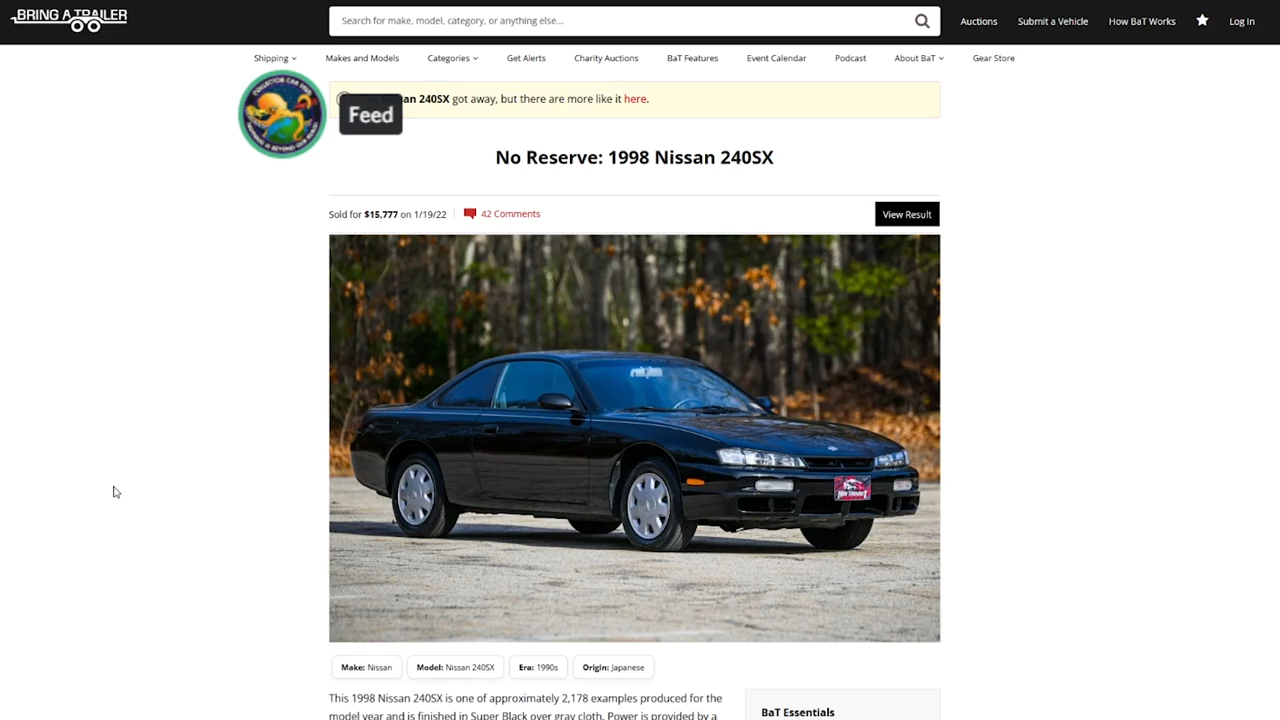 BRING A TRAILER
Search for make, model, category, or anything else...
Auctions
Submit a Vehicle
How BaT Works
Log In
Shipping
Makes and Models
Categories
Get Alerts
Charity Auctions
BaT Features
Event Calendar
Podcast
About BaT
Gear Store
an 240SX got away, but there are more like it here.
Feed
No Reserve: 1998 Nissan 240SX
Sold for $15,777 on 1/19/22
42 Comments
View Result
Make: Nissan
Model: Nissan 240SX
Era: 1990s
Origin: Japanese
This 1998 Nissan 240SX is one of approximately 2,178 examples produced for the
model year and is finished in Super Black over gray cloth. Power is provided by a
BaT Essentials